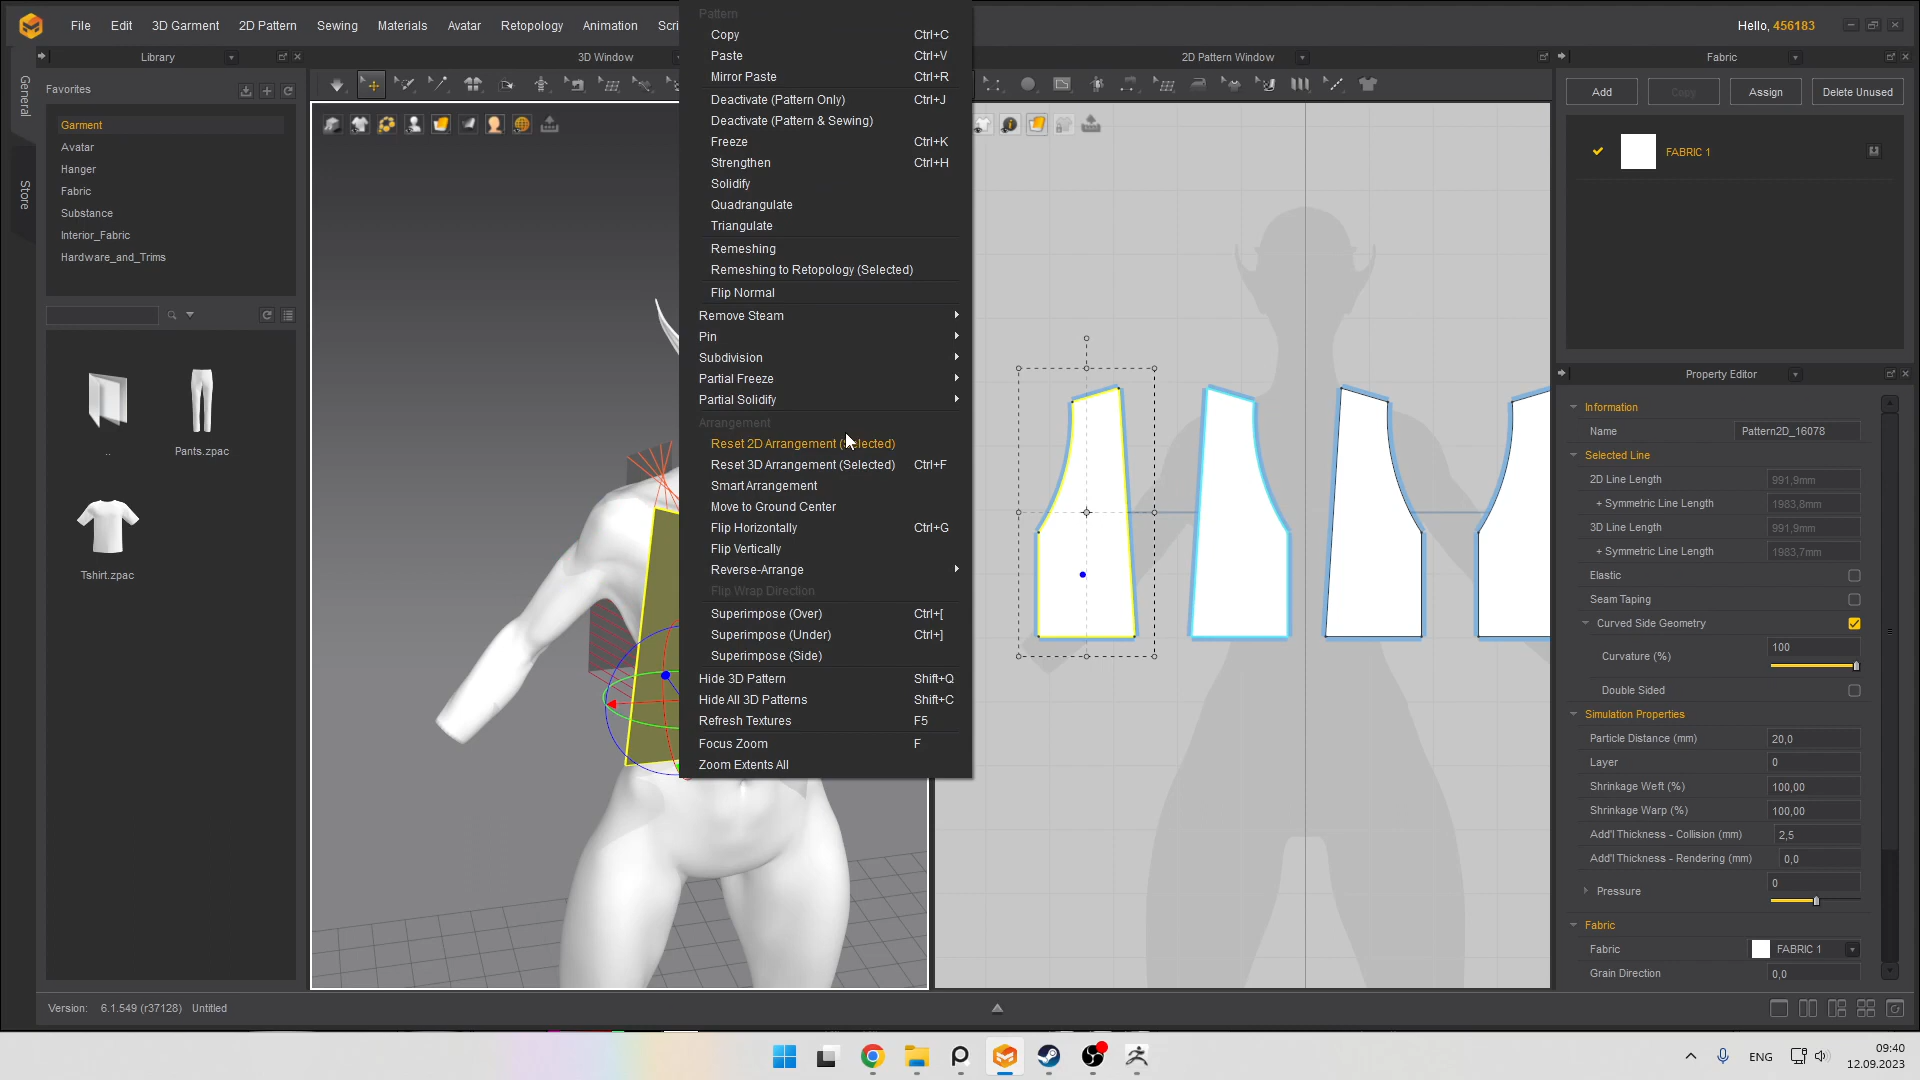 File
Edit
3D Garment
2D Pattern
Sewing
Materials
Avatar
Retopology
Animation
Scri
Hello, 456183
Library
3D Window
2D Pattern Window
Fabric
General
Store
Favorites
Garment
Avatar
Hanger
Fabric
Substance
Interior_Fabric
Hardware_and_Trims
..
Pants.zpac
Tshirt.zpac
Pattern
Copy Ctrl+C
Paste Ctrl+V
Mirror Paste Ctrl+R
Deactivate (Pattern Only) Ctrl+J
Deactivate (Pattern & Sewing)
Freeze Ctrl+K
Strengthen Ctrl+H
Solidify
Quadrangulate
Triangulate
Remeshing
Remeshing to Retopology (Selected)
Flip Normal
Remove Steam
Pin
Subdivision
Partial Freeze
Partial Solidify
Arrangement
Reset 2D Arrangement (Selected)
Reset 3D Arrangement (Selected) Ctrl+F
Smart Arrangement
Move to Ground Center
Flip Horizontally Ctrl+G
Flip Vertically
Reverse-Arrange
Flip Wrap Direction
Superimpose (Over) Ctrl+[
Superimpose (Under) Ctrl+]
Superimpose (Side)
Hide 3D Pattern Shift+Q
Hide All 3D Patterns Shift+C
Refresh Textures F5
Focus Zoom F
Zoom Extents All
Add
Copy
Assign
Delete Unused
FABRIC 1
Property Editor
Information
Name Pattern2D_16078
Selected Line
2D Line Length 991,9mm
+ Symmetric Line Length 1983,8mm
3D Line Length 991,9mm
+ Symmetric Line Length 1983,7mm
Elastic
Seam Taping
Curved Side Geometry
Curvature (%) 100
Double Sided
Simulation Properties
Particle Distance (mm) 20,0
Layer 0
Shrinkage Weft (%) 100,00
Shrinkage Warp (%) 100,00
Add'l Thickness - Collision (mm) 2,5
Add'l Thickness - Rendering (mm) 0,0
Pressure 0
Fabric
Fabric FABRIC 1
Grain Direction 0,0
Version: 6.1.549 (r37128) Untitled
ENG
09:40
12.09.2023